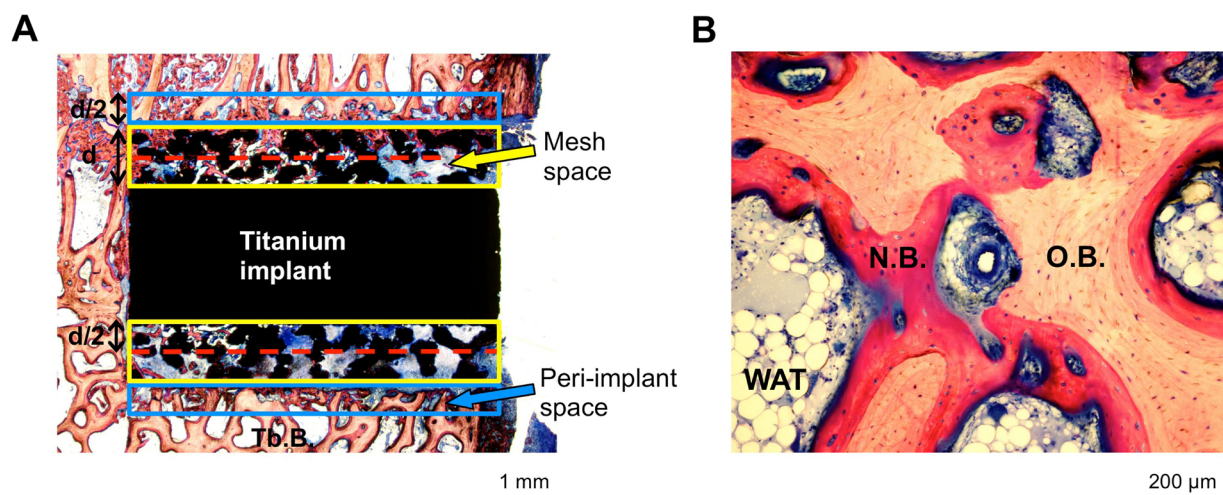 A
B
d/2
d
Mesh
space
Titanium
implant
d/2
Peri-implant
space
Tb.B.
1 mm
N.B.
O.B.
WAT
200 µm